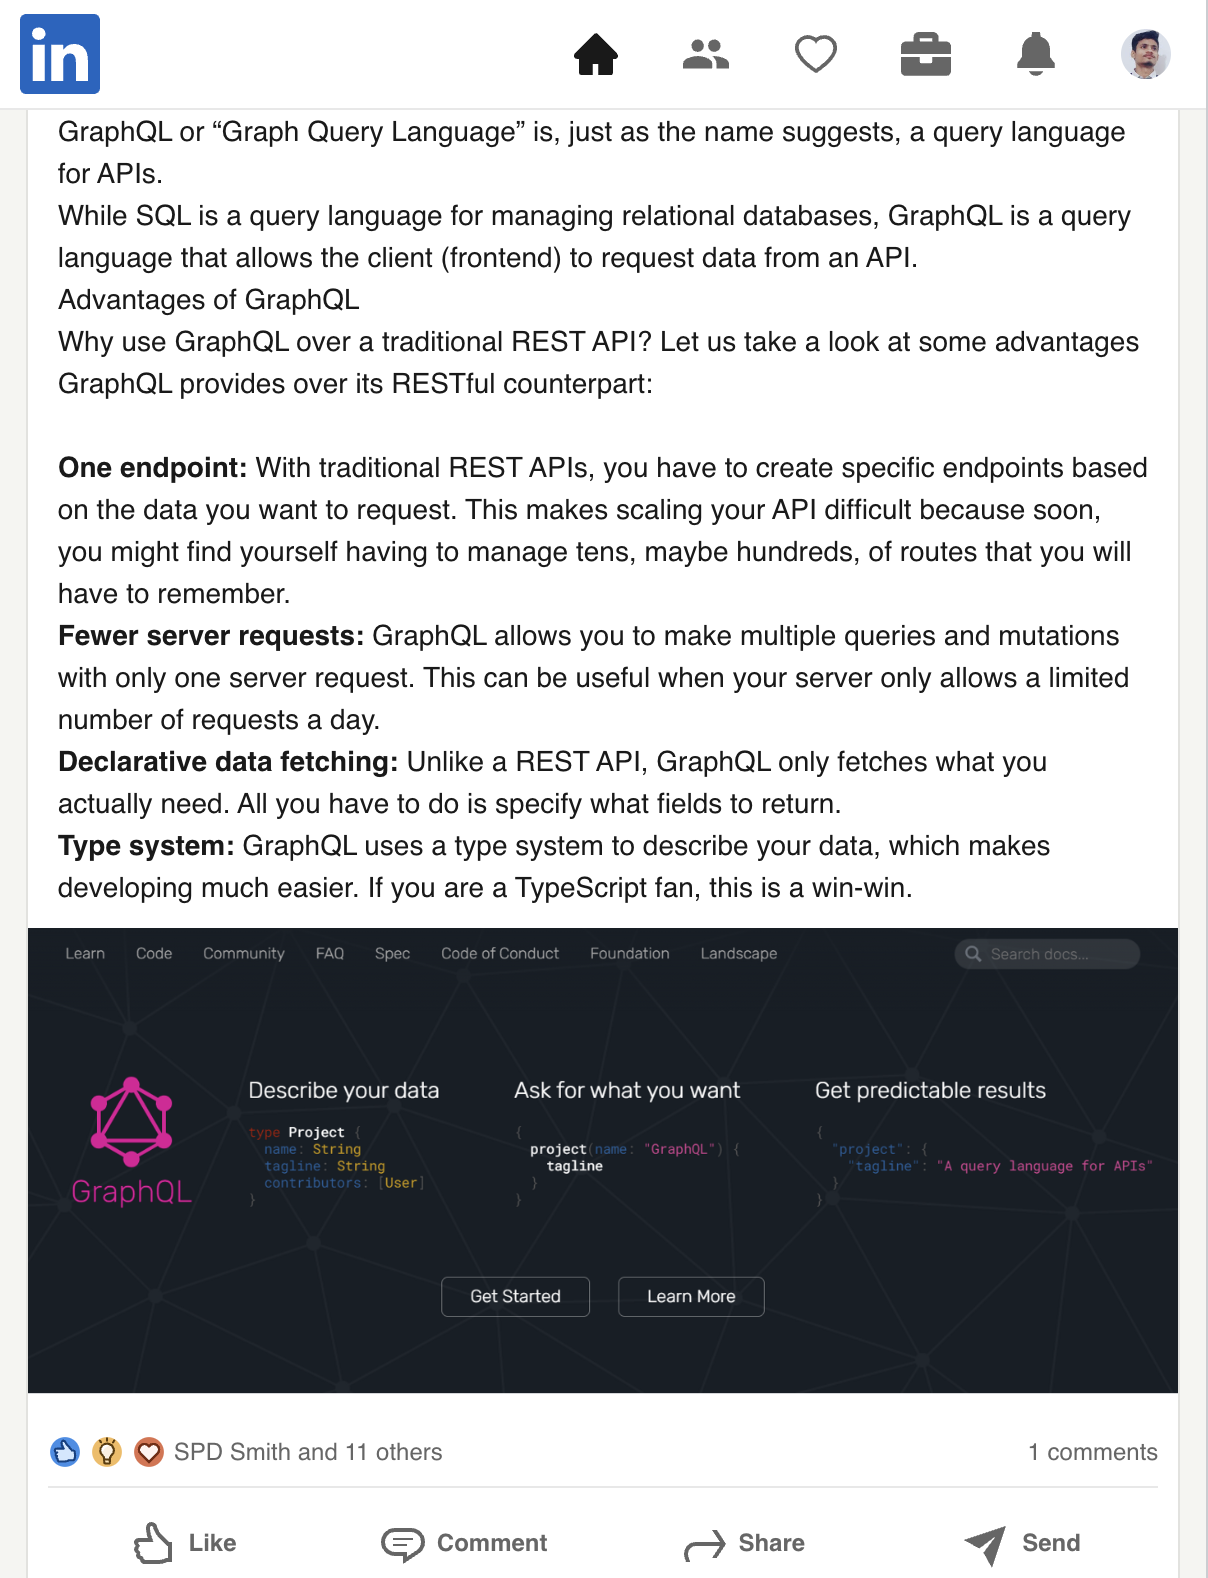 in
GraphQL or “Graph Query Language” is, just as the name suggests, a query language
for APIs.
While SQL is a query language for managing relational databases, GraphQL is a query
language that allows the client (frontend) to request data from an API.
Advantages of GraphQL
Why use GraphQL over a traditional REST API? Let us take a look at some advantages
GraphQL provides over its RESTful counterpart:
One endpoint: With traditional REST APIs, you have to create specific endpoints based
on the data you want to request. This makes scaling your API difficult because soon,
you might find yourself having to manage tens, maybe hundreds, of routes that you will
have to remember.
Fewer server requests: GraphQL allows you to make multiple queries and mutations
with only one server request. This can be useful when your server only allows a limited
number of requests a day.
Declarative data fetching: Unlike a REST API, GraphQL only fetches what you
actually need. All you have to do is specify what fields to return.
Type system: GraphQL uses a type system to describe your data, which makes
developing much easier. If you are a TypeScript fan, this is a win-win.
Learn Code Community FAQ Spec Code of Conduct Foundation Landscape Search docs...
GraphQL
Describe your data
type Project {
name: String
tagline: String
contributors: [User]
}
Ask for what you want
{
project(name: "GraphQL") {
tagline
}
}
Get predictable results
{
"project": {
"tagline": "A query language for APIs"
}
}
Get Started Learn More
SPD Smith and 11 others 1 comments
Like Comment Share Send